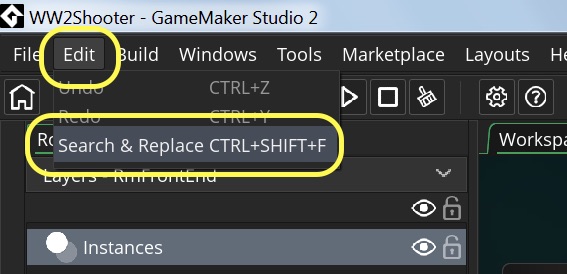 WW2Shooter - GameMaker Studio 2
File Edit Build Windows Tools Marketplace Layouts He
Undo CTRL+Z
Redo CTRL+Y
Search & Replace CTRL+SHIFT+F
Workspa
Layers - RmFrontEnd
Instances